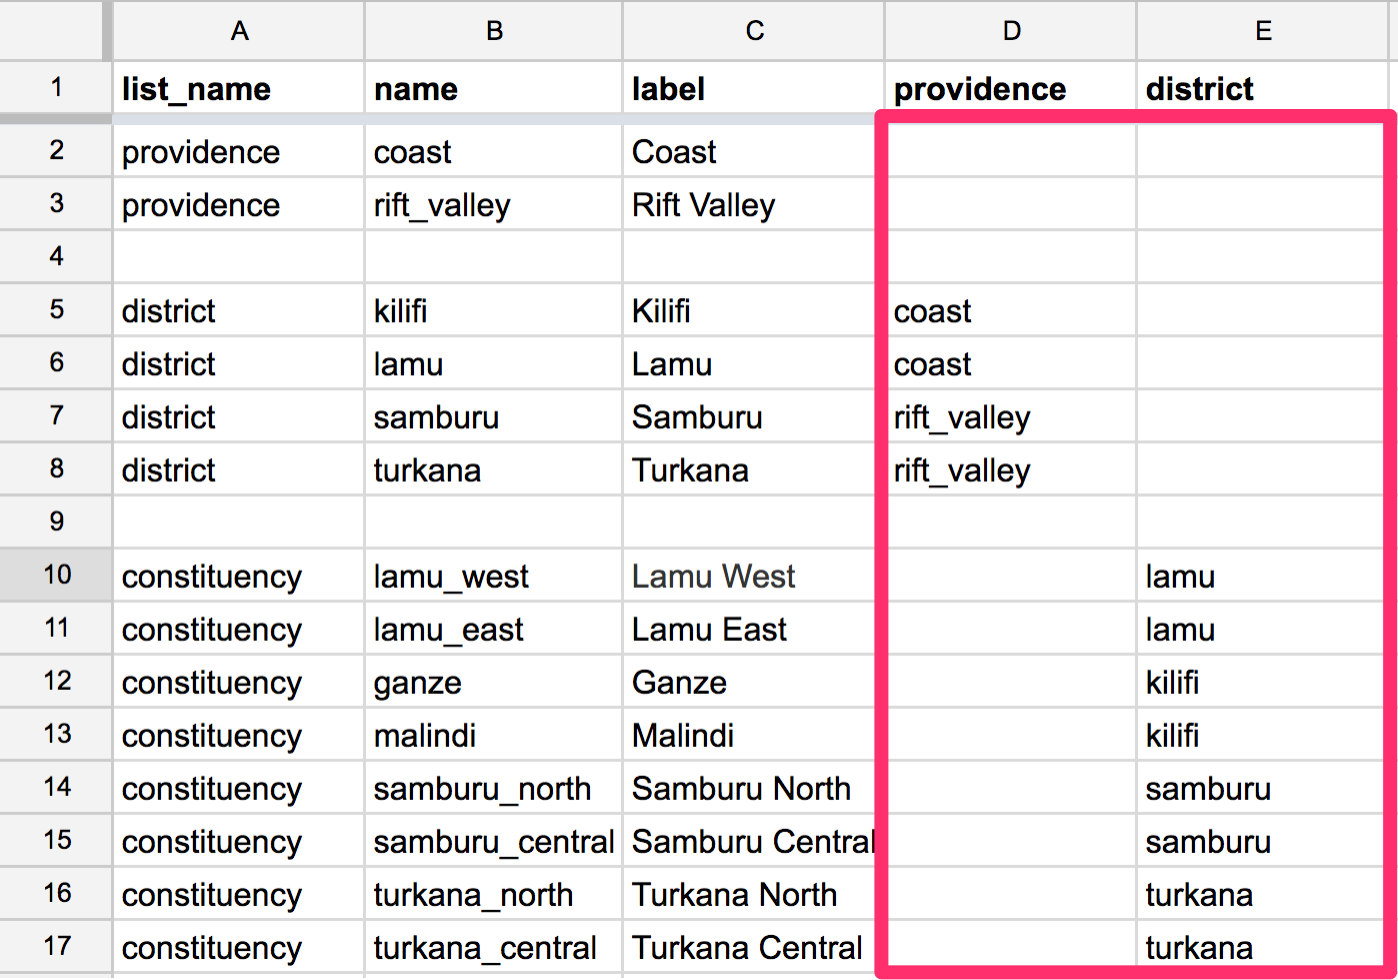 A B C D E
1 list_name name label providence district
2 providence coast Coast
3 providence rift_valley Rift Valley
4
5 district kilifi Kilifi coast
6 district lamu Lamu coast
7 district samburu Samburu rift_valley
8 district turkana Turkana rift_valley
9
10 constituency lamu_west Lamu West lamu
11 constituency lamu_east Lamu East lamu
12 constituency ganze Ganze kilifi
13 constituency malindi Malindi kilifi
14 constituency samburu_north Samburu North samburu
15 constituency samburu_central Samburu Central samburu
16 constituency turkana_north Turkana North turkana
17 constituency turkana_central Turkana Central turkana